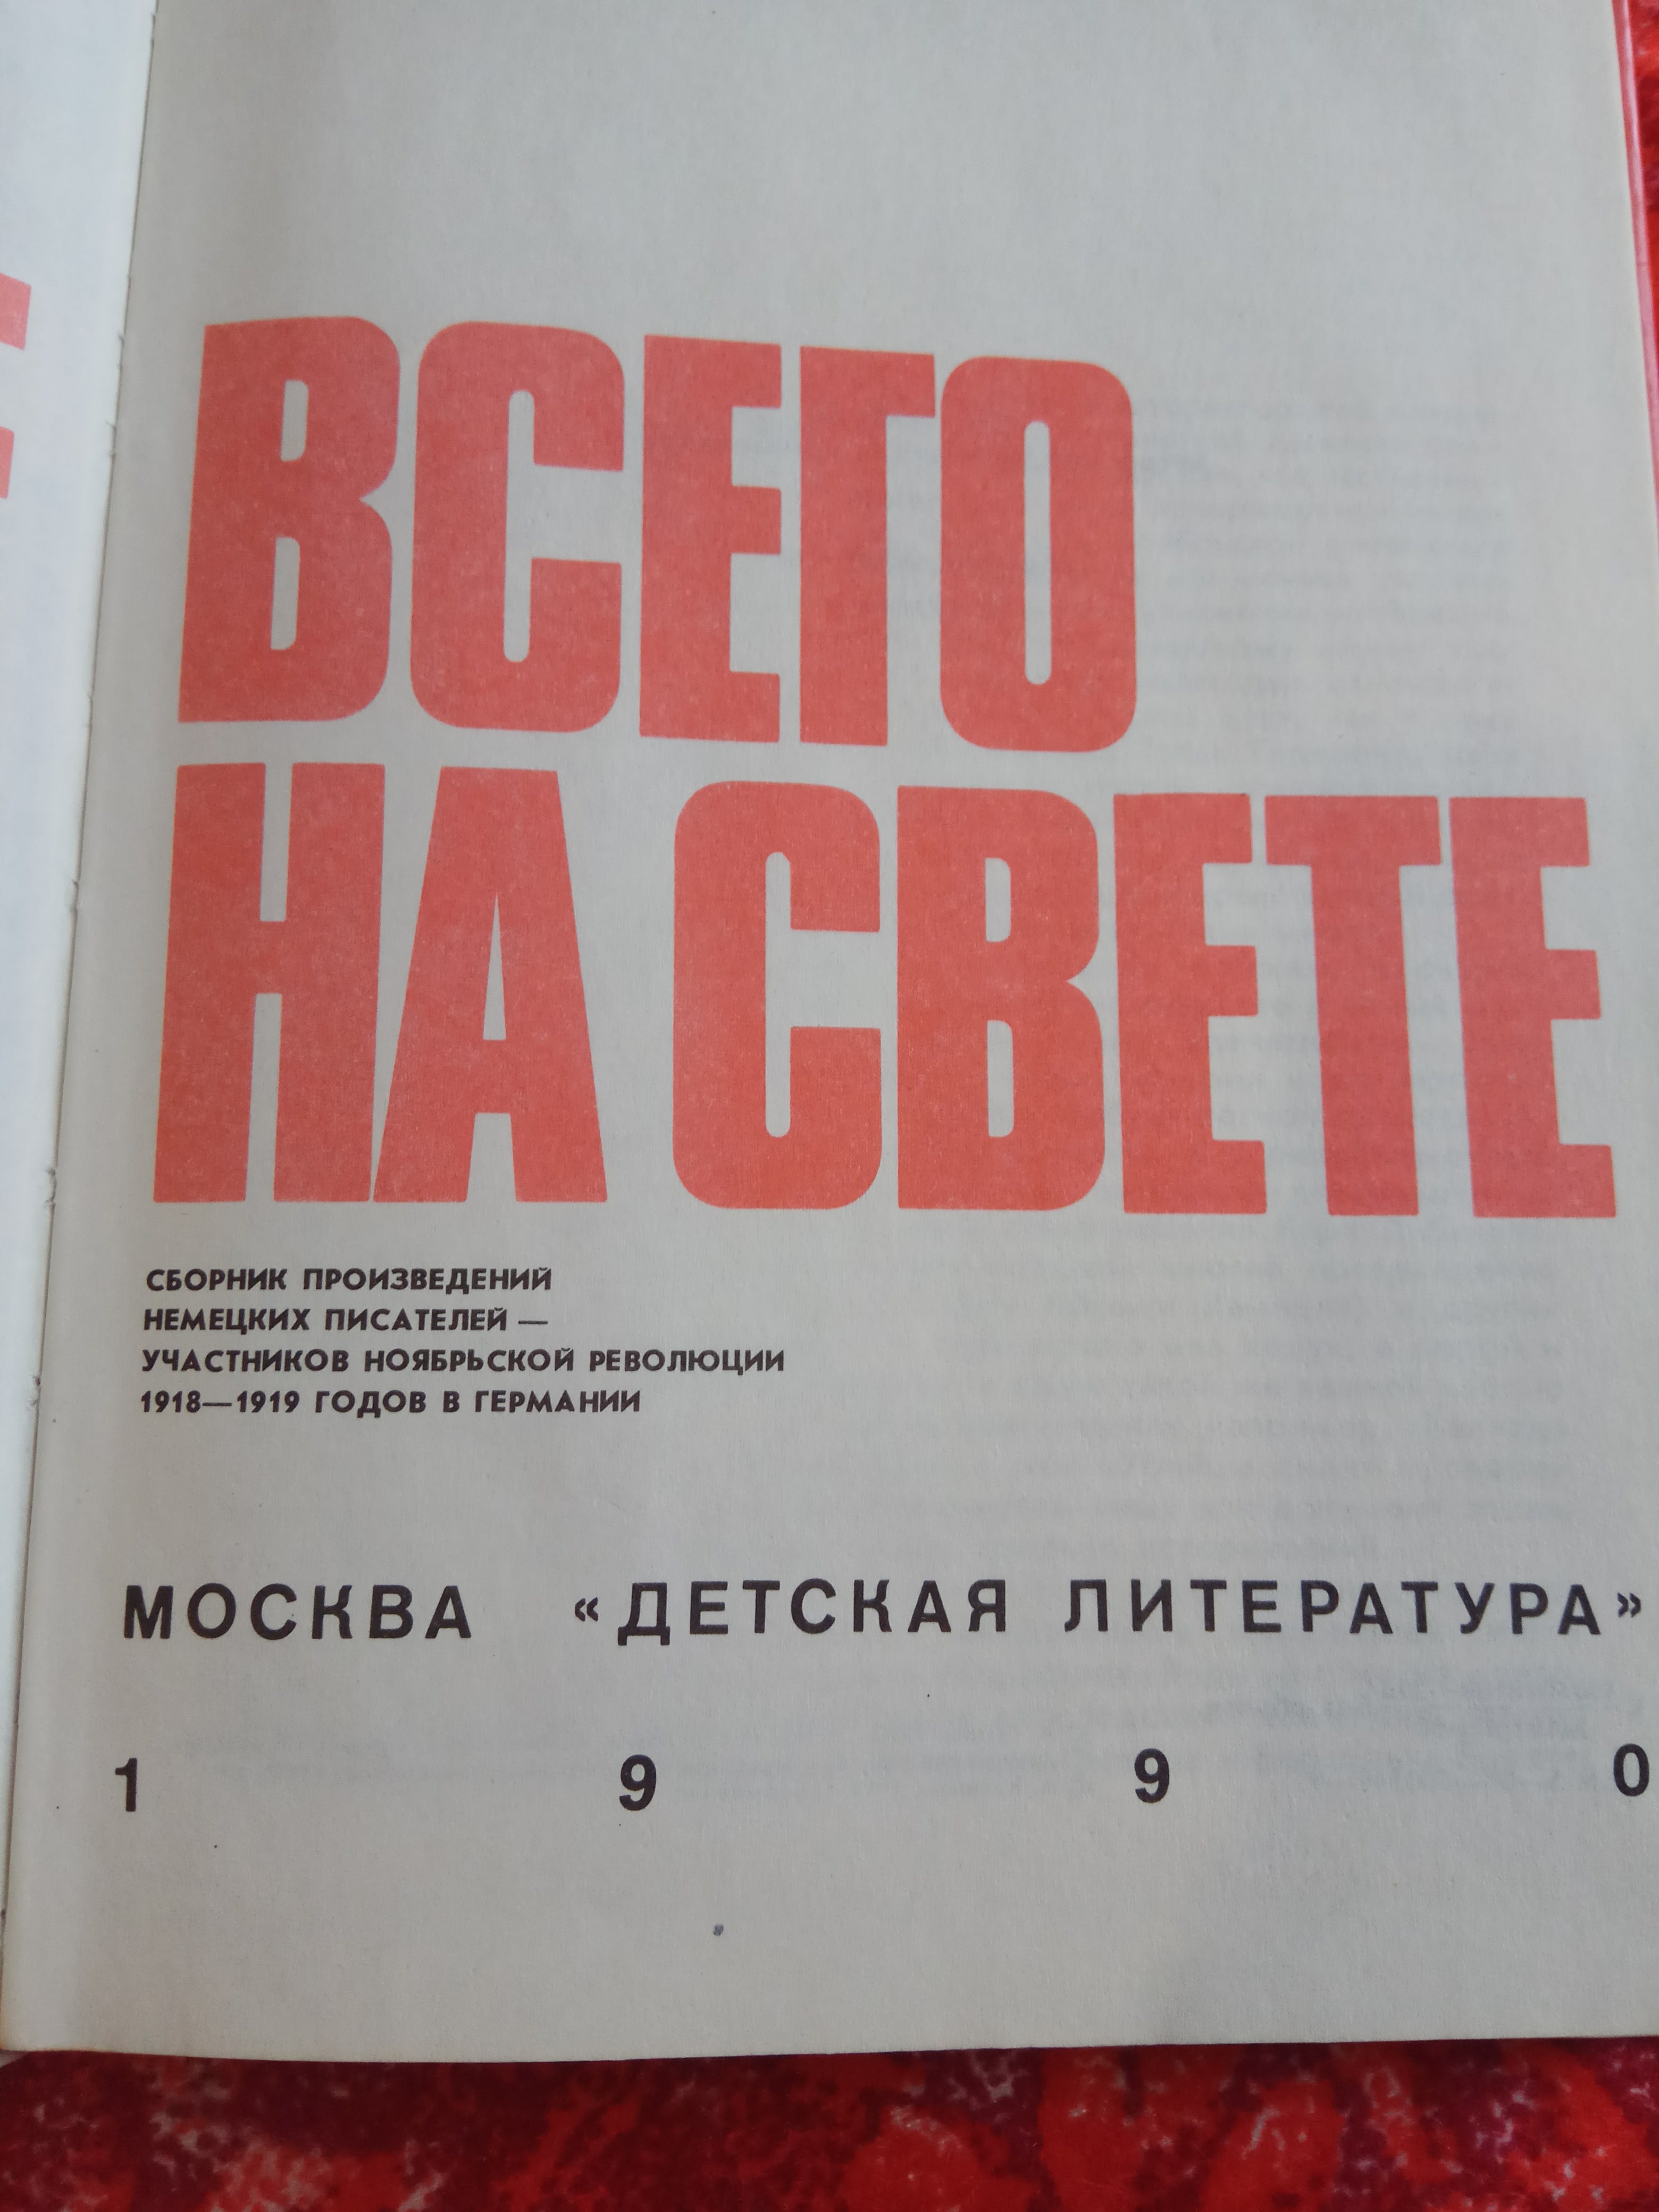 ВСЕГО
НА СВЕТЕ
СБОРНИК ПРОИЗВЕДЕНИЙ
НЕМЕЦКИХ ПИСАТЕЛЕЙ —
УЧАСТНИКОВ НОЯБРЬСКОЙ РЕВОЛЮЦИИ
1918—1919 ГОДОВ В ГЕРМАНИИ
МОСКВА «ДЕТСКАЯ ЛИТЕРАТУРА»
1 9 9 0